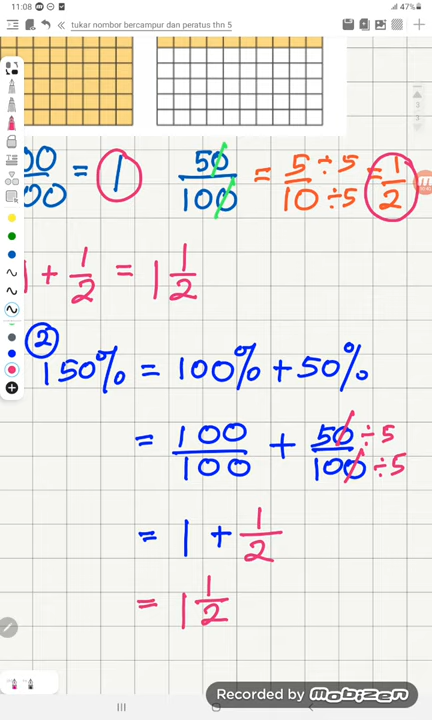 11:08
47%
tukar nombor bercampur dan peratus thn 5
00/00 = 1 50/100 = 5÷5/10÷5 = 1/2
1 + 1/2 = 1 1/2
2
150% = 100% + 50%
= 100/100 + 50÷5/100÷5
= 1 + 1/2
= 1 1/2
Recorded by mobizen